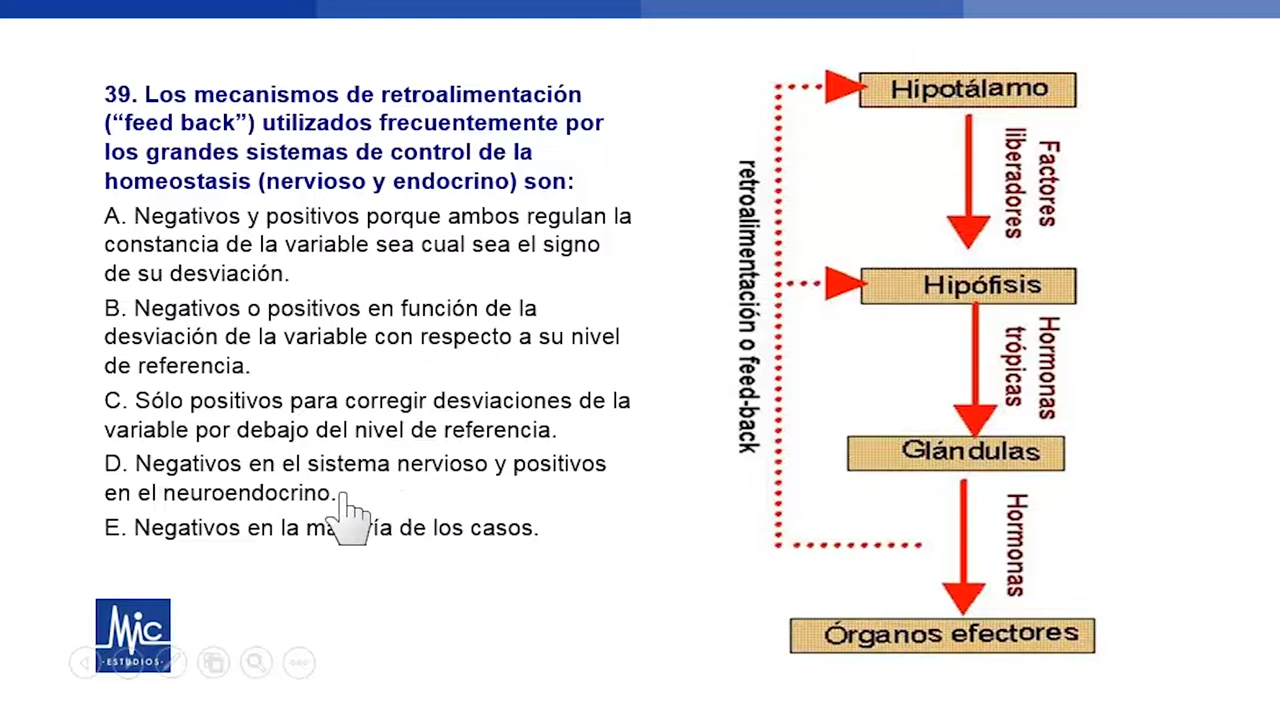 39. Los mecanismos de retroalimentación
(“feed back”) utilizados frecuentemente por
los grandes sistemas de control de la
homeostasis (nervioso y endocrino) son:
A. Negativos y positivos porque ambos regulan la
constancia de la variable sea cual sea el signo
de su desviación.
B. Negativos o positivos en función de la
desviación de la variable con respecto a su nivel
de referencia.
C. Sólo positivos para corregir desviaciones de la
variable por debajo del nivel de referencia.
D. Negativos en el sistema nervioso y positivos
en el neuroendocrino.
E. Negativos en la ma ría de los casos.
Hipotálamo
Factores
liberadores
retroalimentación o feed-back
Hipófisis
Hormonas
trópicas
Glándulas
Hormonas
Órganos efectores
Mic
-ESTUDIOS-